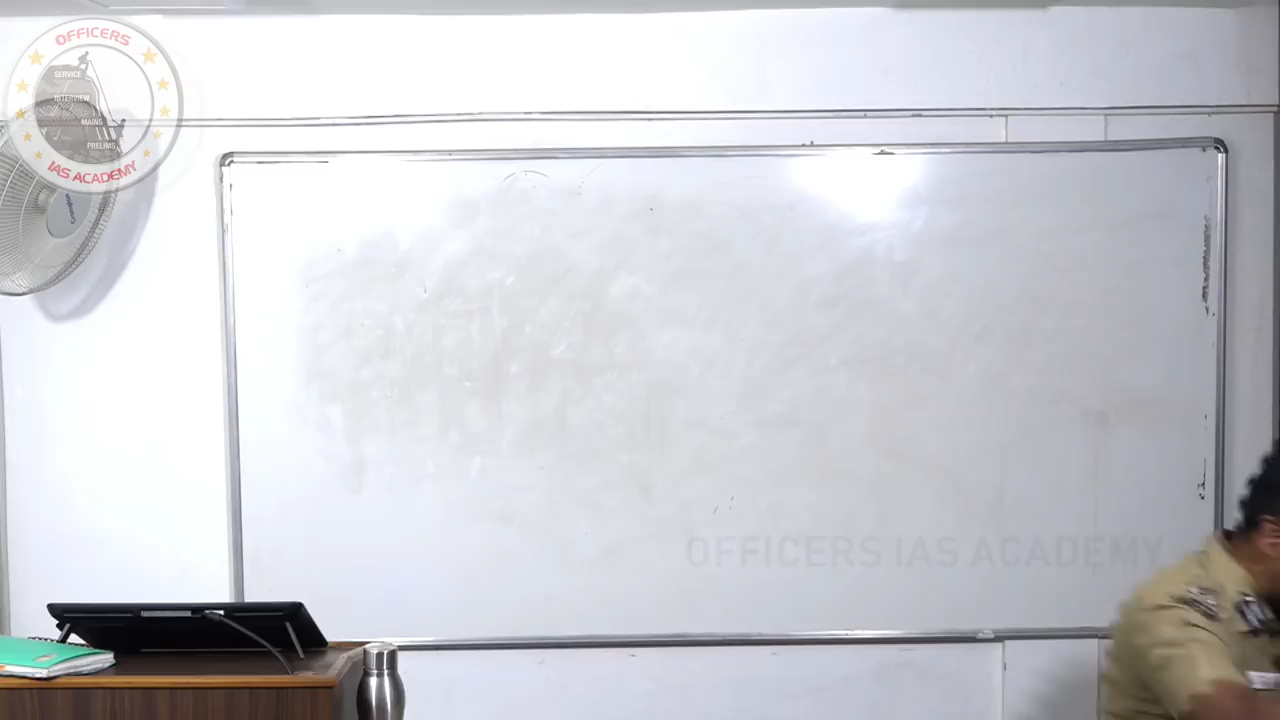 OFFICERS
SERVICE
INTERVIEW
MAINS
PRELIMS
IAS ACADEMY
OFFICERS IAS ACADEMY